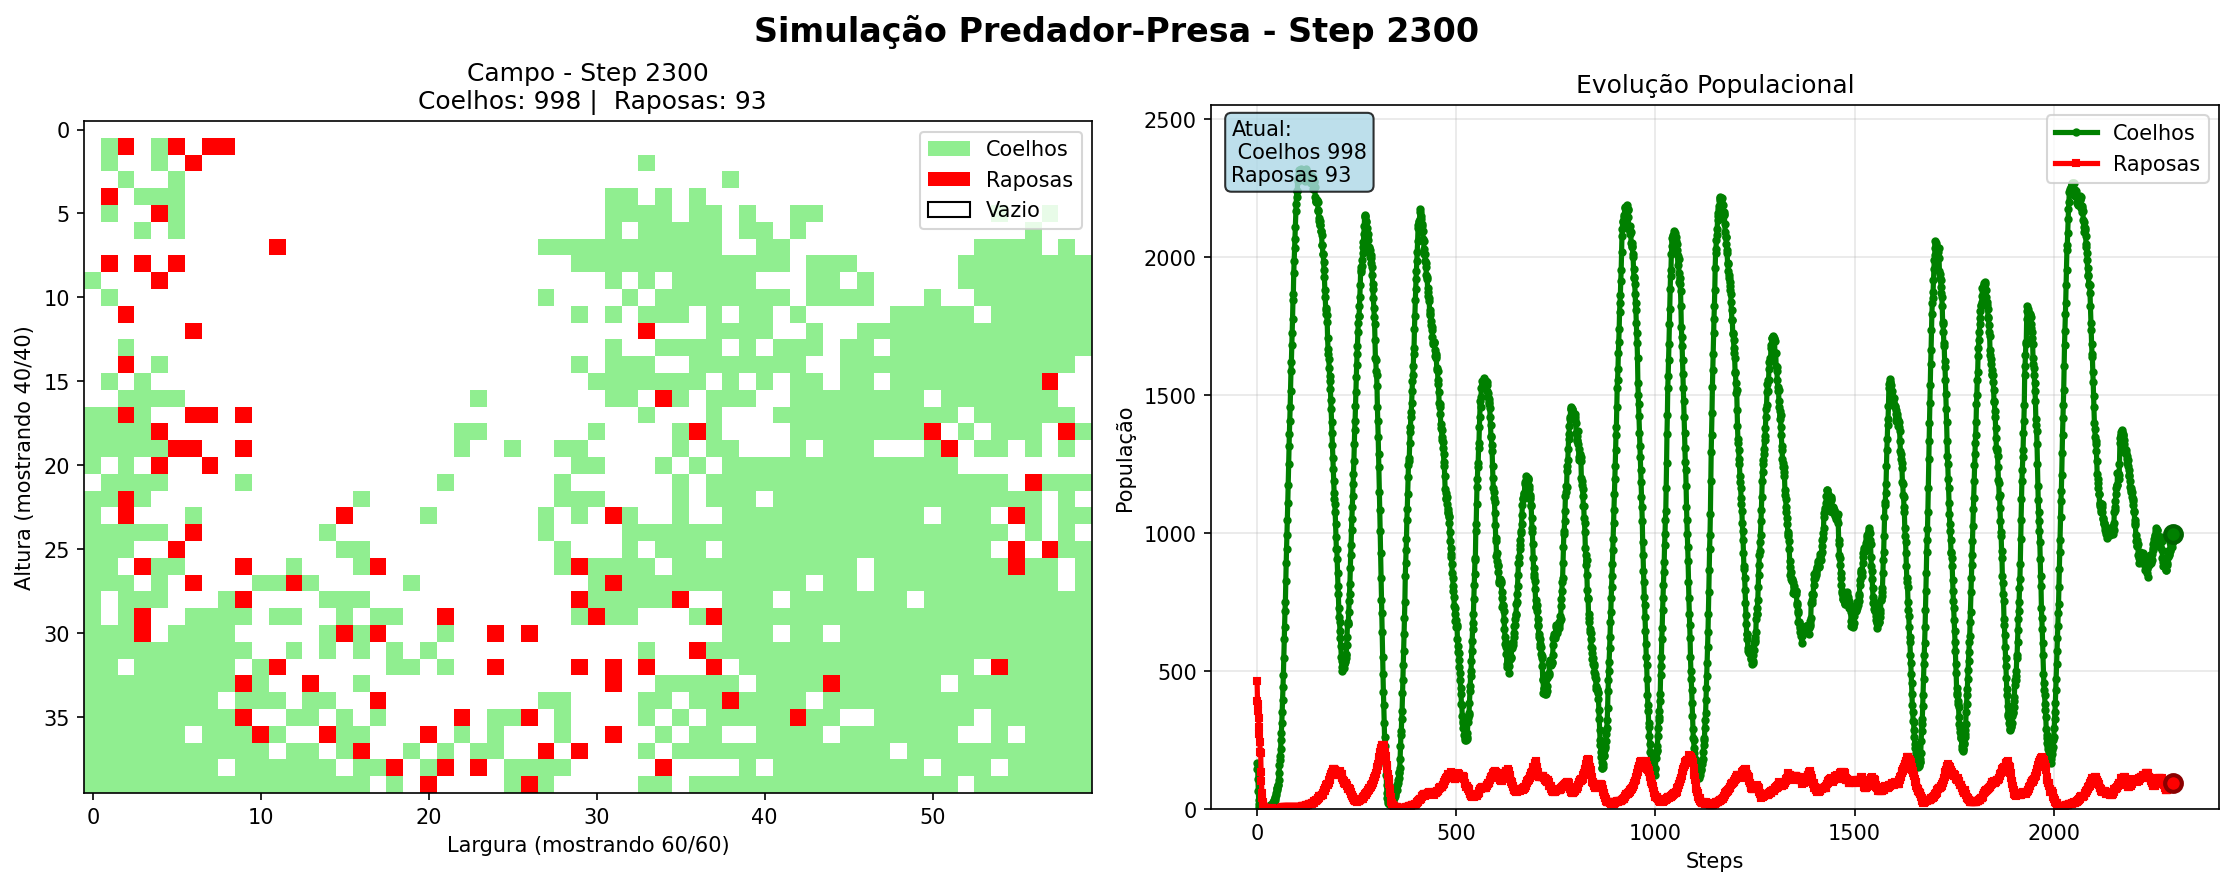 Simulação Predador-Presa - Step 2300
Campo - Step 2300
Coelhos: 998 |  Raposas: 93
Coelhos
Raposas
Vazio
0
5
10
15
20
25
30
35
Altura (mostrando 40/40)
0
10
20
30
40
50
Largura (mostrando 60/60)
Evolução Populacional
Atual:
Coelhos 998
Raposas 93
Coelhos
Raposas
2500
2000
1500
1000
500
0
População
0
500
1000
1500
2000
Steps